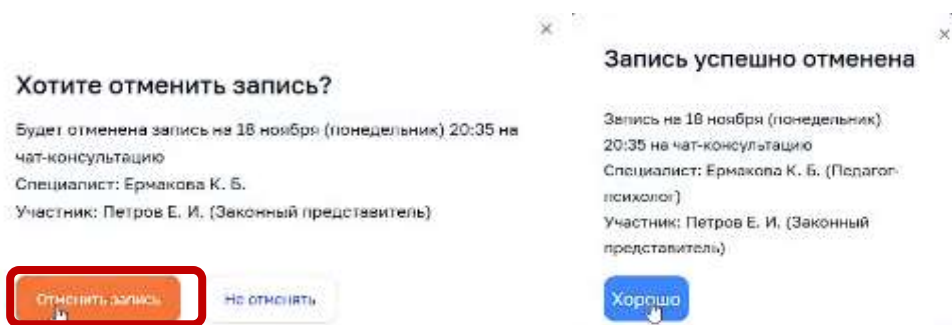 Хотите отменить запись?
Будет отменена запись на 18 ноября (понедельник) 20:35 на
чат-консультацию
Специалист: Ермакова К. Б.
Участник: Петров Е. И. (Законный представитель)
Отменить запись
Не отменять
Запись успешно отменена
Запись на 18 ноября (понедельник)
20:35 на чат-консультацию
Специалист: Ермакова К. Б. (Педагог-
психолог)
Участник: Петров Е. И. (Законный
представитель)
Хорошо